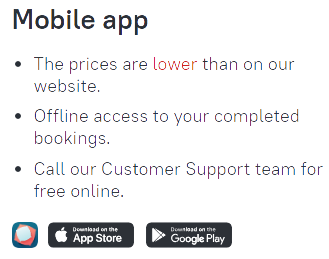 Mobile app
• The prices are lower than on our
website.
• Offline access to your completed
bookings.
• Call our Customer Support team for
free online.
Download on the
App Store
Download on the
Google Play